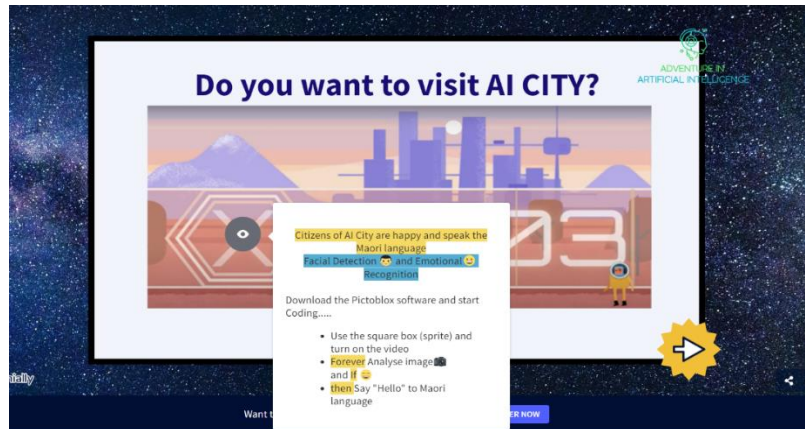 ADVENTURE IN
ARTIFICIAL INTELLIGENCE
Do you want to visit AI CITY?
03
Citizens of AI City are happy and speak the
Maori language
Facial Detection 👨 and Emotional 😀
Recognition
Download the Pictoblox software and start
Coding.....
• Use the square box (sprite) and
turn on the video
• Forever Analyse image📷
and If 😀
• then Say "Hello" to Maori
language
nially
Want t
ER NOW